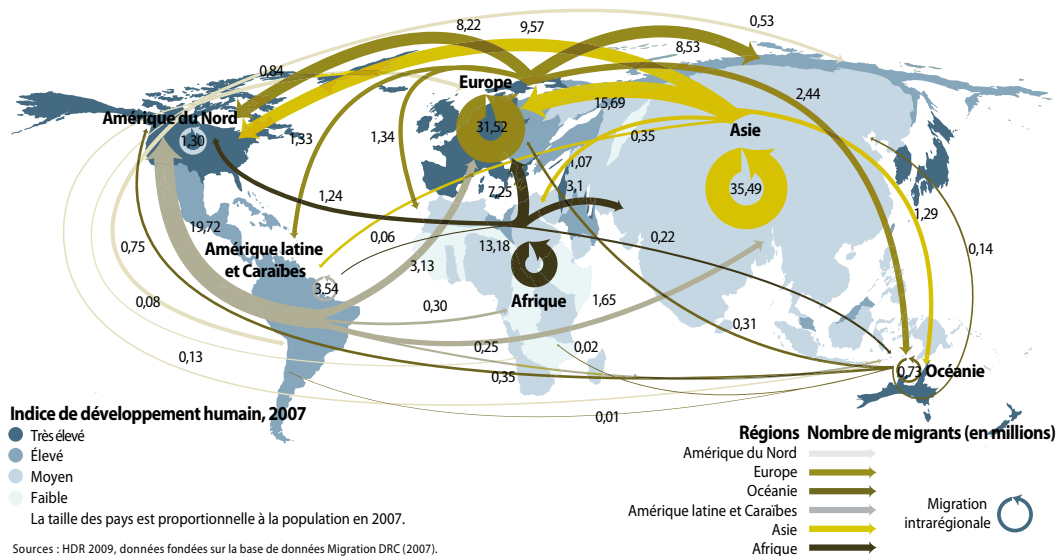 8,22
9,57
0,53
0,84
Europe
8,53
Amérique du Nord
2,44
15,69
1,30
1,33
1,34
31,52
0,35
Asie
1,07
1,24
7,25
3,1
35,49
1,29
19,72
0,06
0,22
0,75
Amérique latine
et Caraïbes
13,18
0,14
3,13
3,54
Afrique
0,08
0,30
1,65
0,31
0,13
0,25
0,02
0,35
0,73 Océanie
0,01
Indice de développement humain, 2007
Très élevé
Élevé
Moyen
Faible
La taille des pays est proportionnelle à la population en 2007.
Sources : HDR 2009, données fondées sur la base de données Migration DRC (2007).
Régions Nombre de migrants (en millions)
Amérique du Nord
Europe
Océanie
Amérique latine et Caraïbes
Asie
Afrique
Migration
intrarégionale